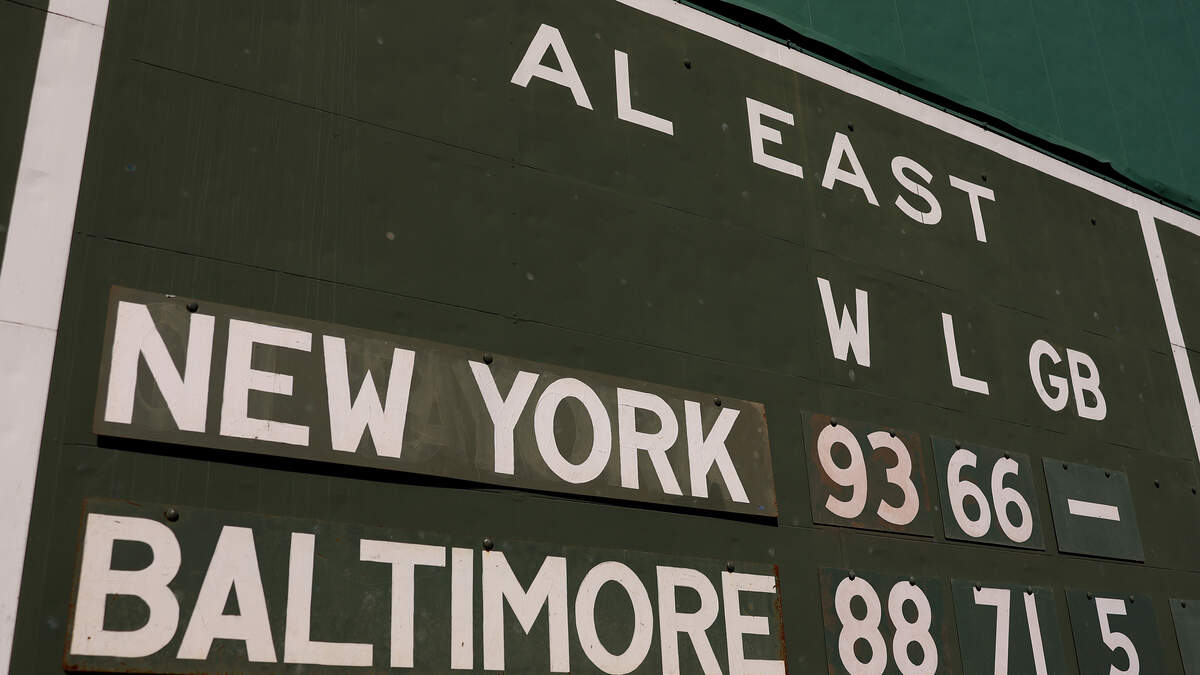 AL EAST
W L GB
NEW YORK 93 66 —
BALTIMORE 88 71 5